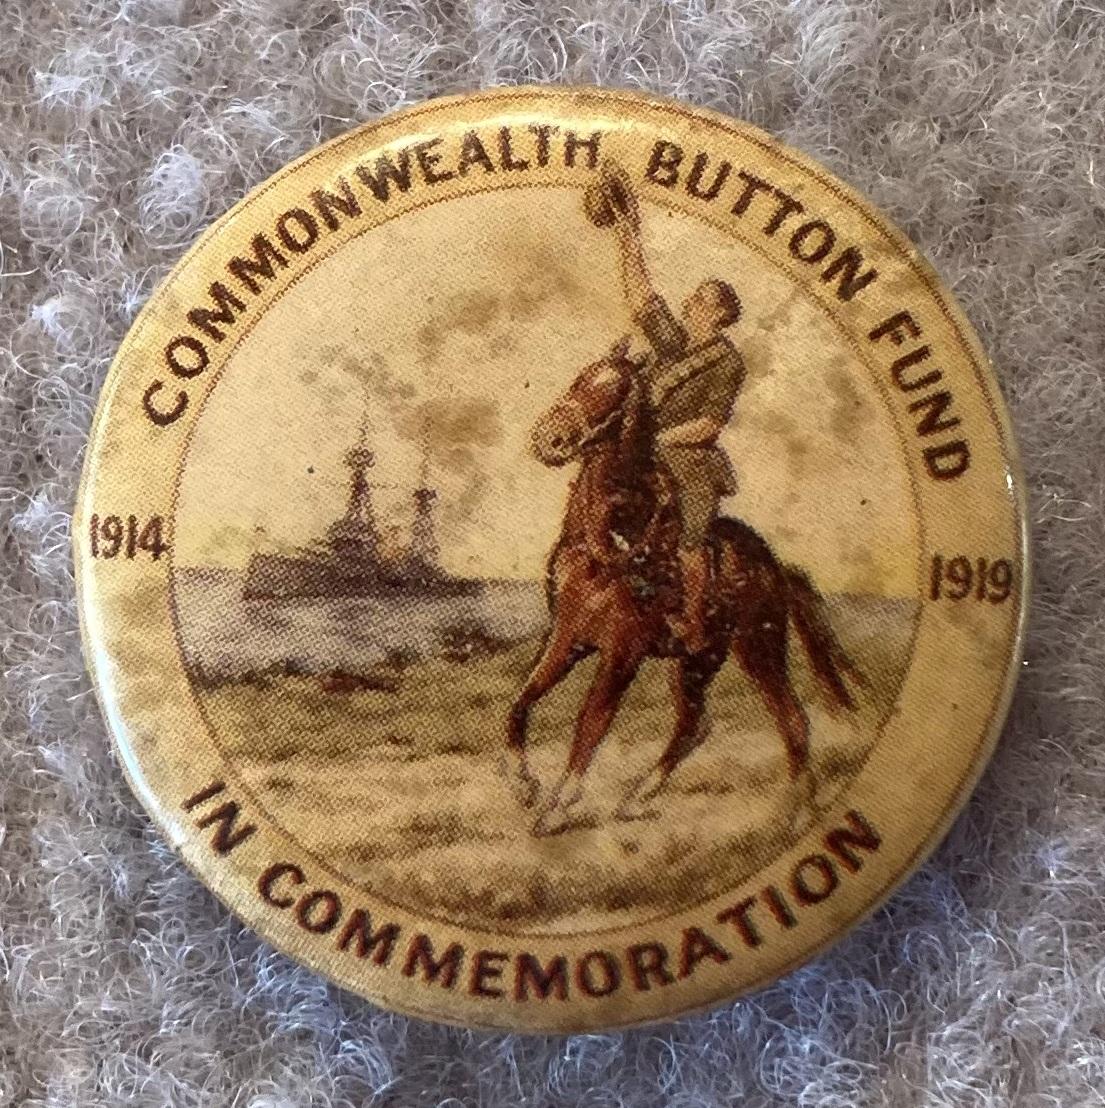 COMMONWEALTH BUTTON FUND
1914
1919
IN COMMEMORATION